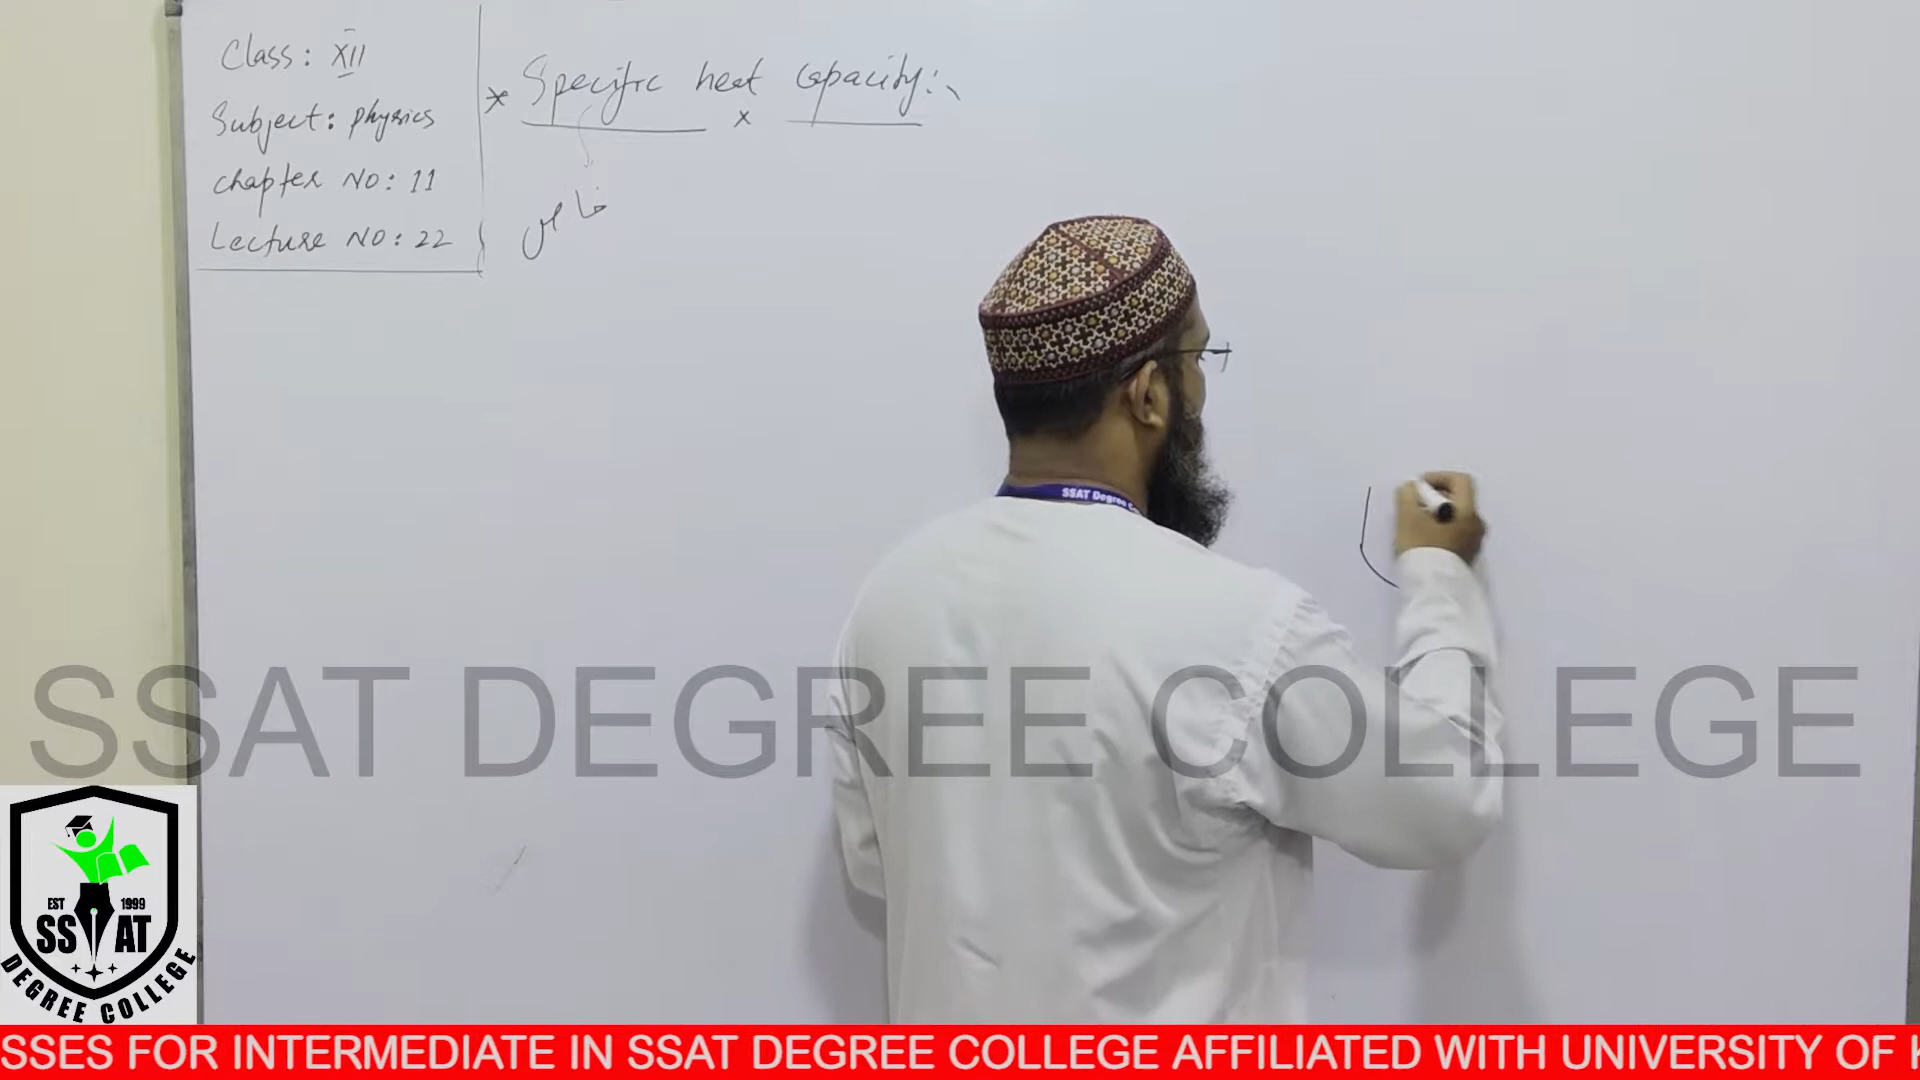 Class: XII
Subject: physics
chapter NO: 11
Lecture NO: 22
* Specific heat capacity:
x
خاص
SSAT Degree
SSAT DEGREE COLLEGE
EST 1999
SSAT
DEGREE COLLEGE
SSES FOR INTERMEDIATE IN SSAT DEGREE COLLEGE AFFILIATED WITH UNIVERSITY OF